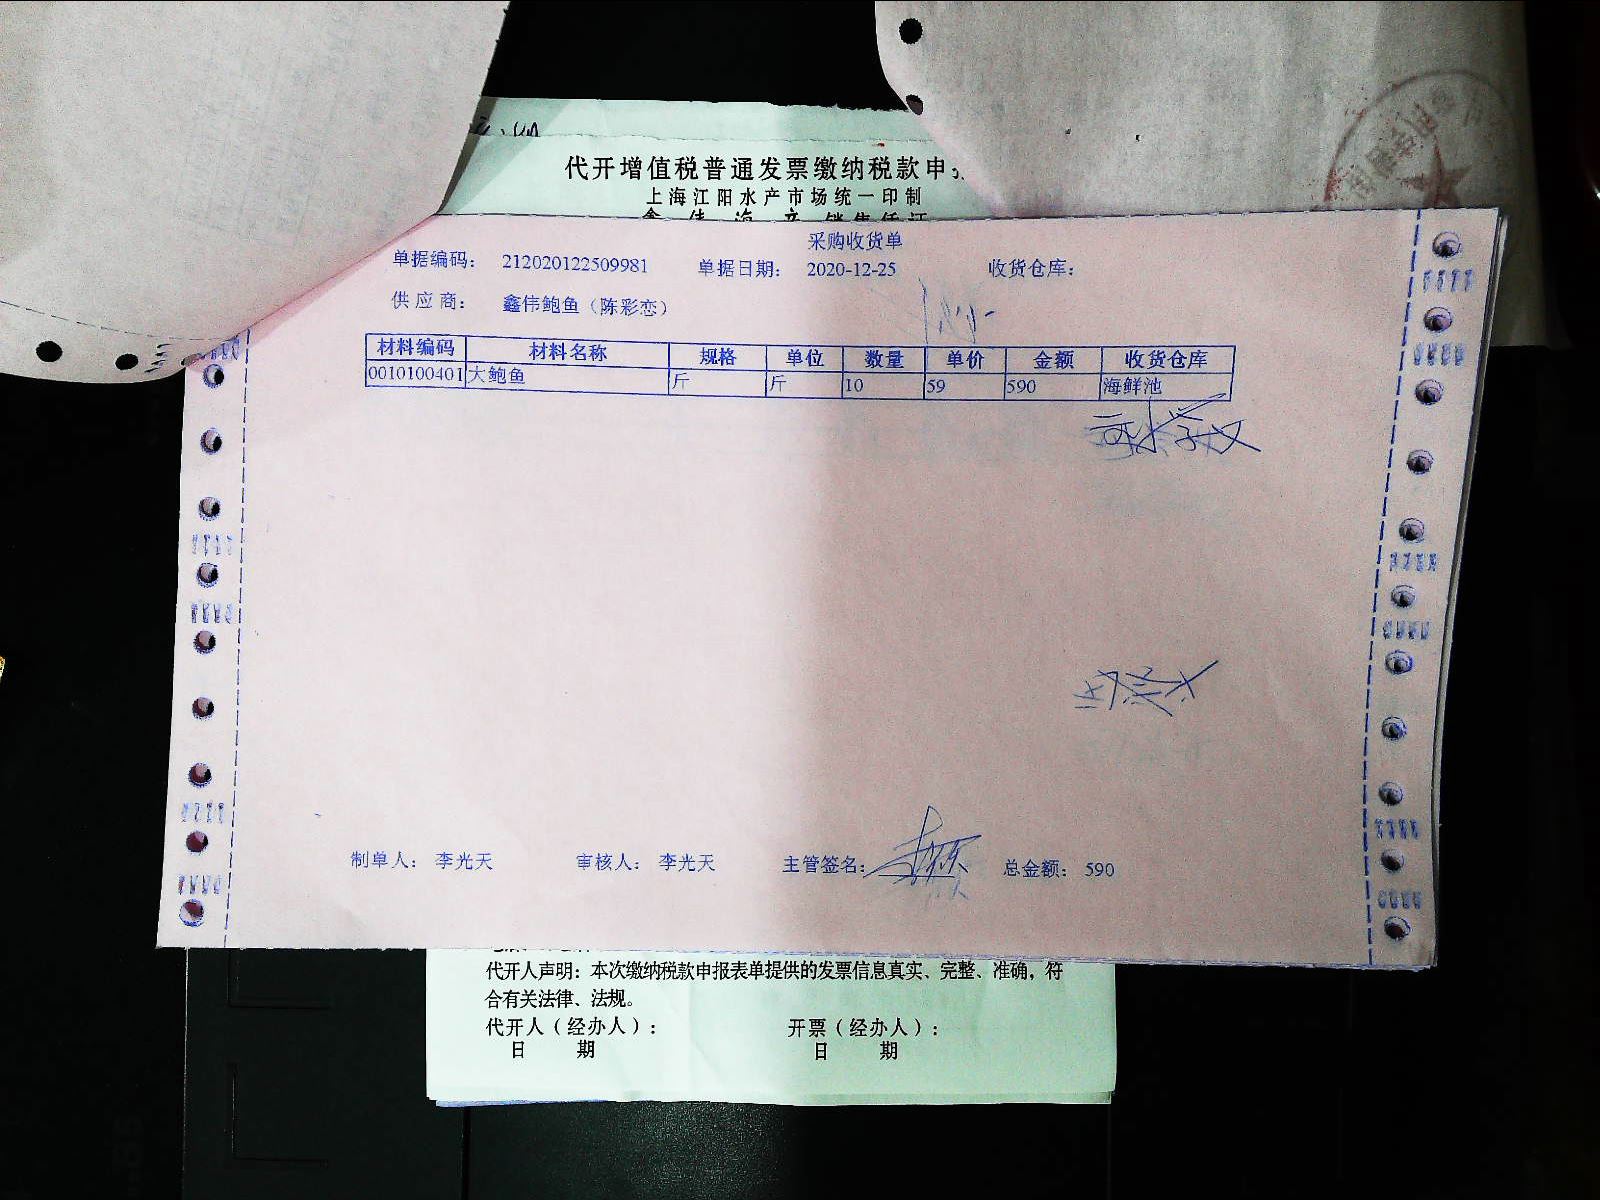 代开增值税普通发票缴纳税款申
上海江阳水产市场统一印制
鑫伟海产销售凭证
采购收货单
单据编码: 212020122509981 单据日期: 2020-12-25 收货仓库:
供应商: 鑫伟鲍鱼（陈彩恋）
材料编码 材料名称 规格 单位 数量 单价 金额 收货仓库
0010100401 大鲍鱼 斤 斤 10 59 590 海鲜池
制单人: 李光天 审核人: 李光天 主管签名: 总金额: 590
代开人声明：本次缴纳税款申报表单提供的发票信息真实、完整、准确，符
合有关法律、法规。
代开人（经办人）： 开票（经办人）：
日 期 日 期